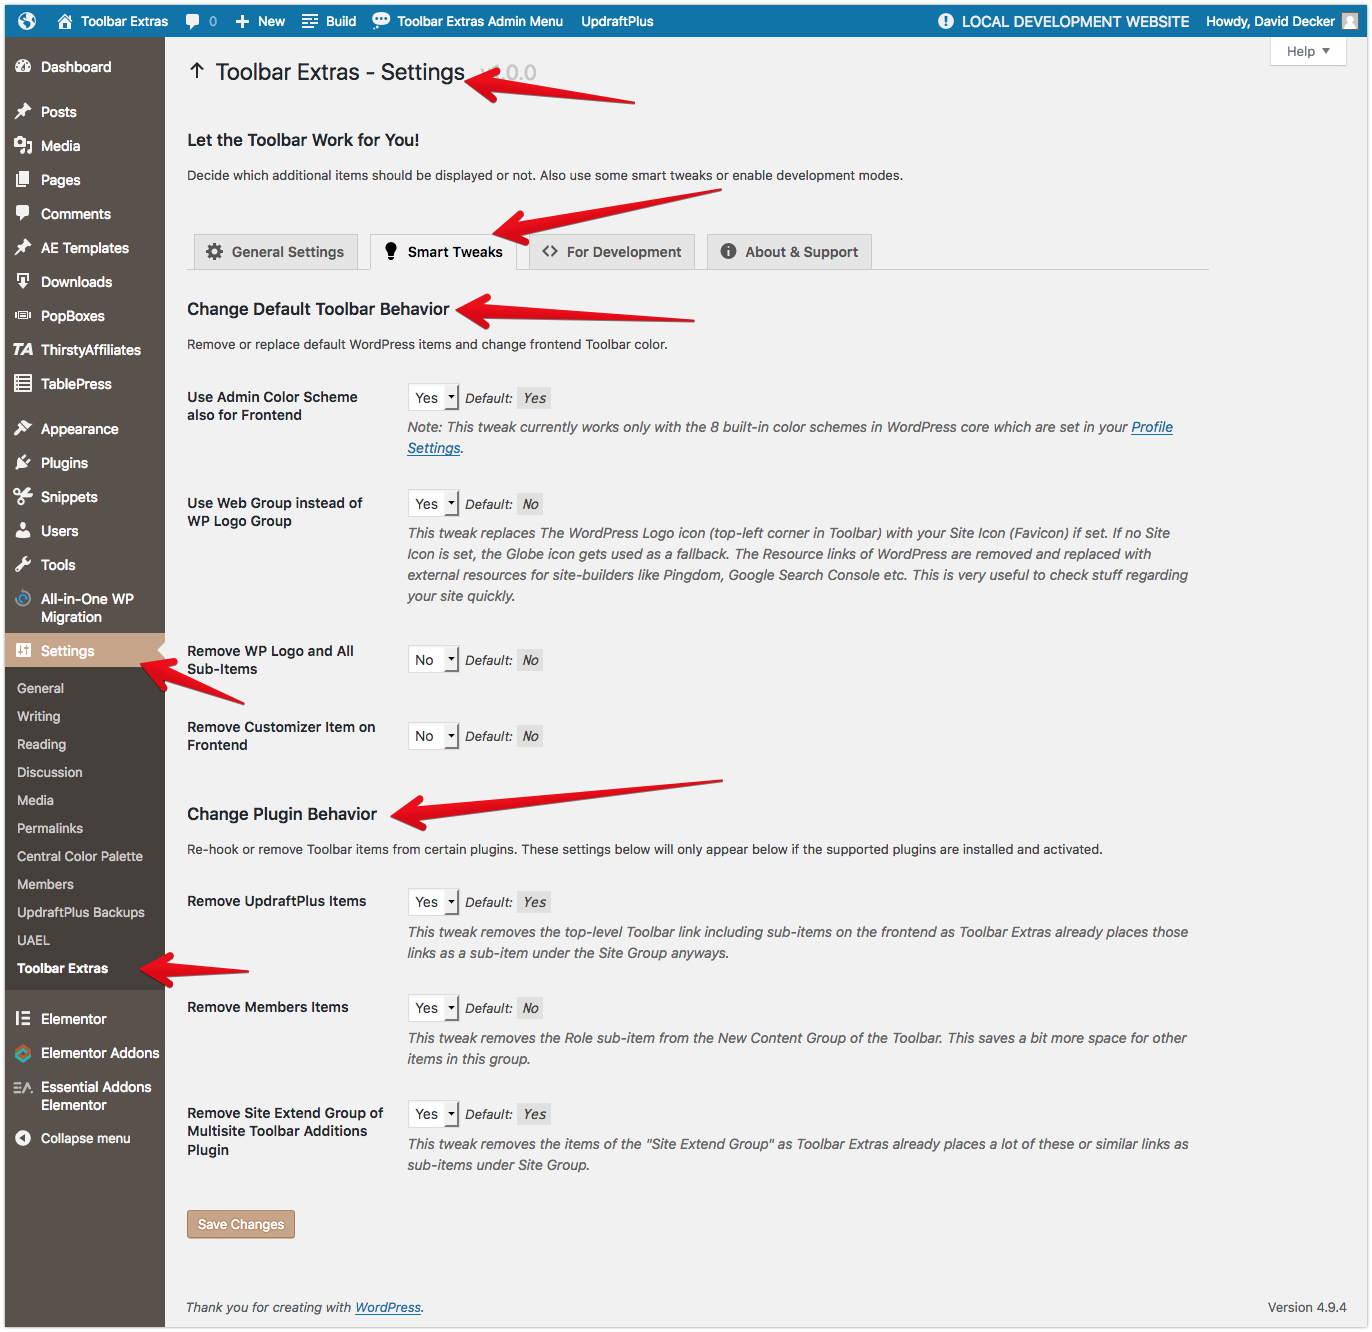 Toolbar Extras 0 New Build Toolbar Extras Admin Menu UpdraftPlus LOCAL DEVELOPMENT WEBSITE Howdy, David Decker
Help
Dashboard
Posts
Media
Pages
Comments
AE Templates
Downloads
PopBoxes
TA ThirstyAffiliates
TablePress
Appearance
Plugins
Snippets
Users
Tools
All-in-One WP
Migration
Settings
General
Writing
Reading
Discussion
Media
Permalinks
Central Color Palette
Members
UpdraftPlus Backups
UAEL
Toolbar Extras
Elementor
Elementor Addons
Essential Addons
Elementor
Collapse menu
Toolbar Extras - Settings
Let the Toolbar Work for You!
Decide which additional items should be displayed or not. Also use some smart tweaks or enable development modes.
General Settings Smart Tweaks For Development About & Support
Change Default Toolbar Behavior
Remove or replace default WordPress items and change frontend Toolbar color.
Use Admin Color Scheme
also for Frontend
Yes Default: Yes
Note: This tweak currently works only with the 8 built-in color schemes in WordPress core which are set in your Profile
Settings.
Use Web Group instead of
WP Logo Group
Yes Default: No
This tweak replaces The WordPress Logo icon (top-left corner in Toolbar) with your Site Icon (Favicon) if set. If no Site
Icon is set, the Globe icon gets used as a fallback. The Resource links of WordPress are removed and replaced with
external resources for site-builders like Pingdom, Google Search Console etc. This is very useful to check stuff regarding
your site quickly.
Remove WP Logo and All
Sub-Items
No Default: No
Remove Customizer Item on
Frontend
No Default: No
Change Plugin Behavior
Re-hook or remove Toolbar items from certain plugins. These settings below will only appear below if the supported plugins are installed and activated.
Remove UpdraftPlus Items
Yes Default: Yes
This tweak removes the top-level Toolbar link including sub-items on the frontend as Toolbar Extras already places those
links as a sub-item under the Site Group anyways.
Remove Members Items
Yes Default: No
This tweak removes the Role sub-item from the New Content Group of the Toolbar. This saves a bit more space for other
items in this group.
Remove Site Extend Group of
Multisite Toolbar Additions
Plugin
Yes Default: Yes
This tweak removes the items of the "Site Extend Group" as Toolbar Extras already places a lot of these or similar links as
sub-items under Site Group.
Save Changes
Thank you for creating with WordPress.
Version 4.9.4